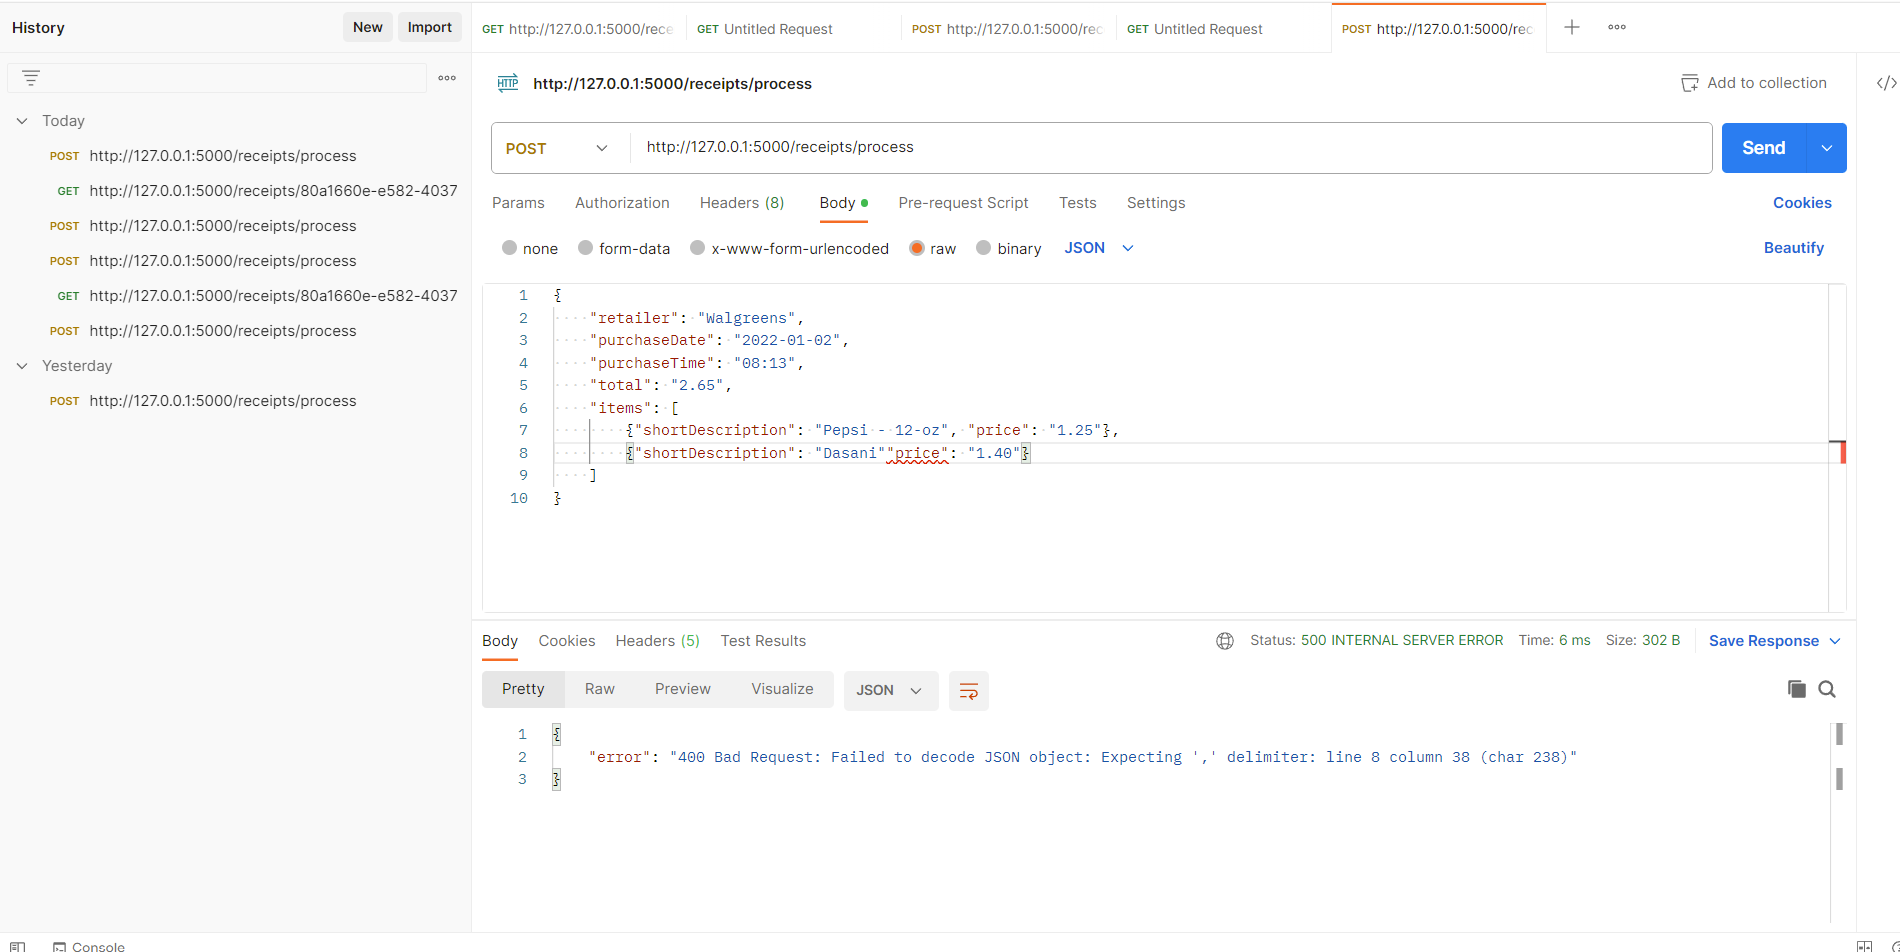 History
New
Import
GET http://127.0.0.1:5000/rece
GET Untitled Request
POST http://127.0.0.1:5000/rec
GET Untitled Request
POST http://127.0.0.1:5000/rec
HTTP http://127.0.0.1:5000/receipts/process
Add to collection
Today
POST http://127.0.0.1:5000/receipts/process
GET http://127.0.0.1:5000/receipts/80a1660e-e582-4037
POST http://127.0.0.1:5000/receipts/process
POST http://127.0.0.1:5000/receipts/process
GET http://127.0.0.1:5000/receipts/80a1660e-e582-4037
POST http://127.0.0.1:5000/receipts/process
Yesterday
POST http://127.0.0.1:5000/receipts/process
POST http://127.0.0.1:5000/receipts/process Send
Params Authorization Headers (8) Body Pre-request Script Tests Settings Cookies
none form-data x-www-form-urlencoded raw binary JSON Beautify
1 {
2 "retailer": "Walgreens",
3 "purchaseDate": "2022-01-02",
4 "purchaseTime": "08:13",
5 "total": "2.65",
6 "items": [
7 {"shortDescription": "Pepsi - 12-oz", "price": "1.25"},
8 {"shortDescription": "Dasani""price": "1.40"}
9 ]
10 }
Body Cookies Headers (5) Test Results Status: 500 INTERNAL SERVER ERROR Time: 6 ms Size: 302 B Save Response
Pretty Raw Preview Visualize JSON
1 {
2 "error": "400 Bad Request: Failed to decode JSON object: Expecting ',' delimiter: line 8 column 38 (char 238)"
3 }
Console